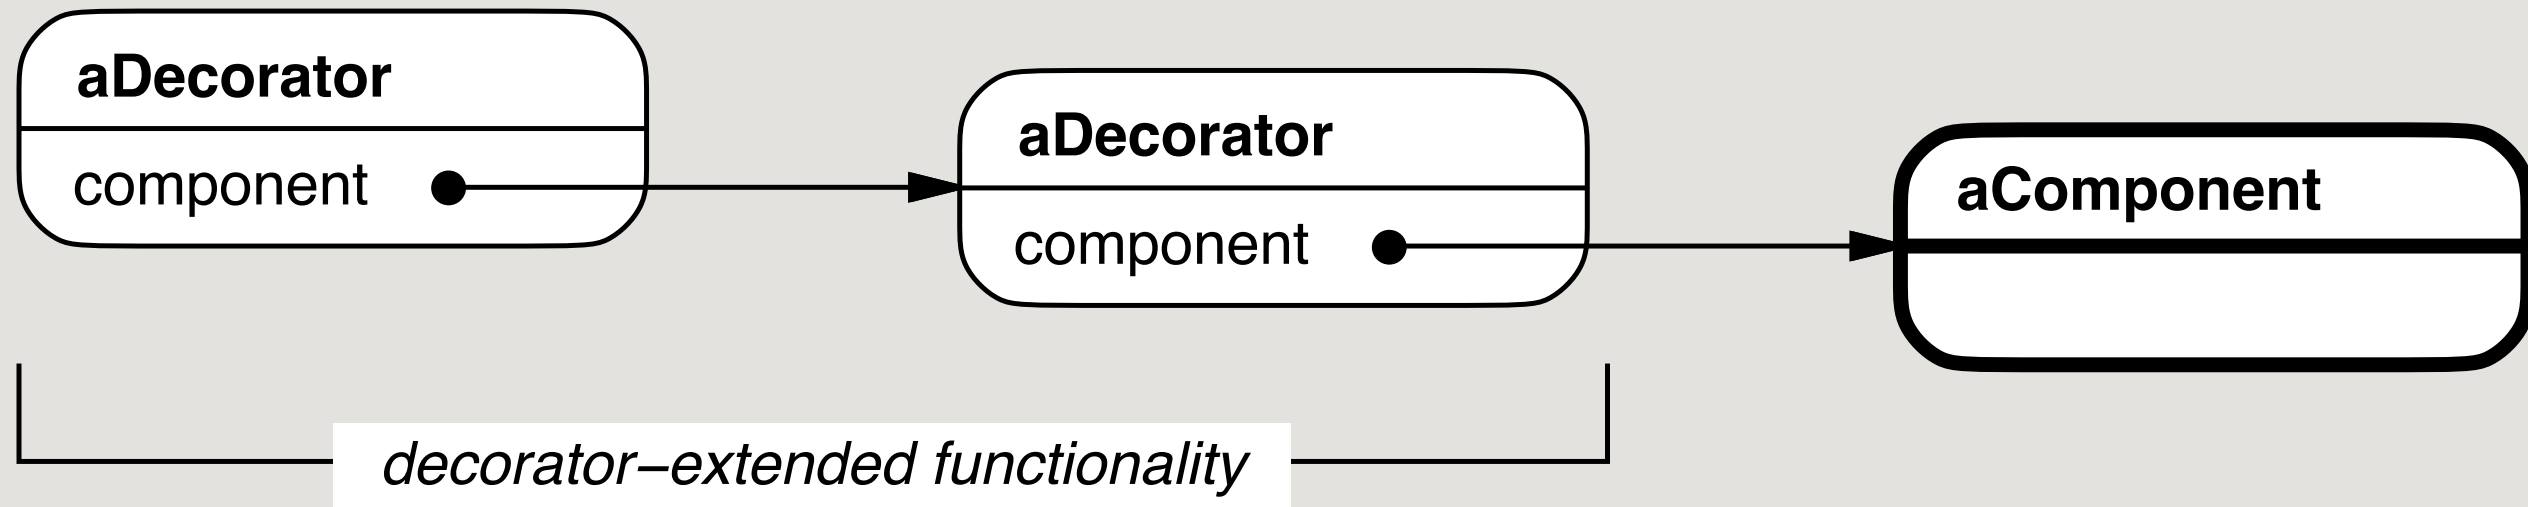 aDecorator
component
aDecorator
component
aComponent
decorator–extended functionality